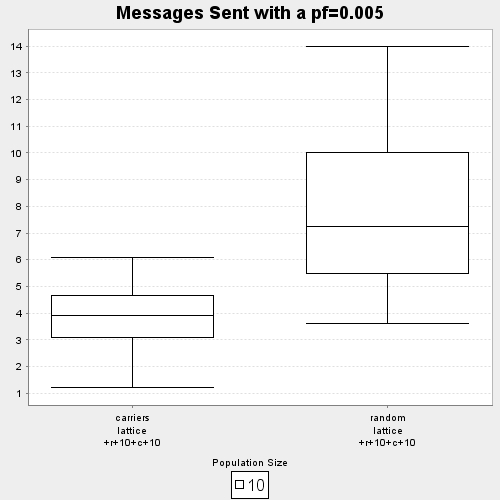 Messages Sent with a pf=0.005
14
13
12
11
10
9
8
7
6
5
4
3
2
1
carriers
lattice
+r+10+c+10
random
lattice
+r+10+c+10
Population Size
10